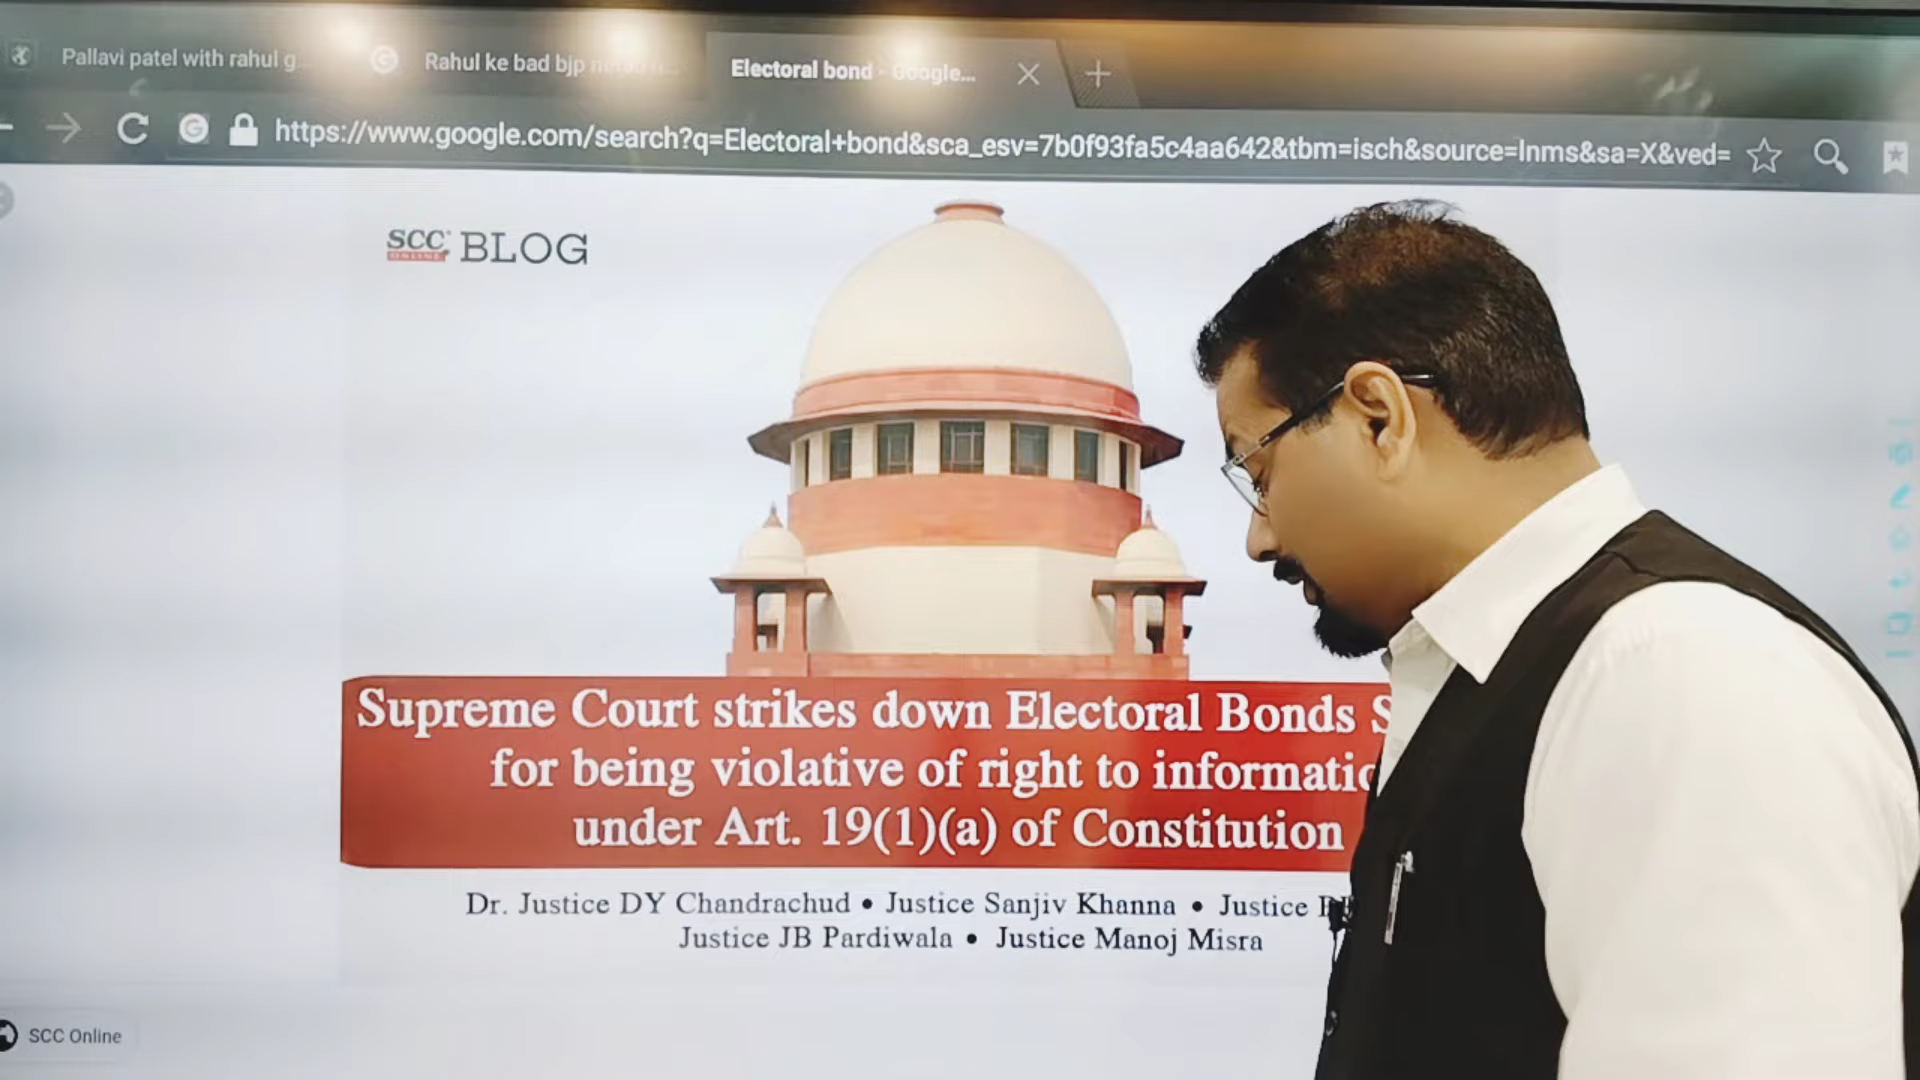 Pallavi patel with rahul g...
Rahul ke bad bjp
Electoral bond - Google...
https://www.google.com/search?q=Electoral+bond&sca_esv=7b0f93fa5c4aa642&tbm=isch&source=lnms&sa=X&ved=
SCC ONLINE BLOG
Supreme Court strikes down Electoral Bonds S
for being violative of right to informatio
under Art. 19(1)(a) of Constitution
Dr. Justice DY Chandrachud • Justice Sanjiv Khanna • Justice
Justice JB Pardiwala • Justice Manoj Misra
SCC Online